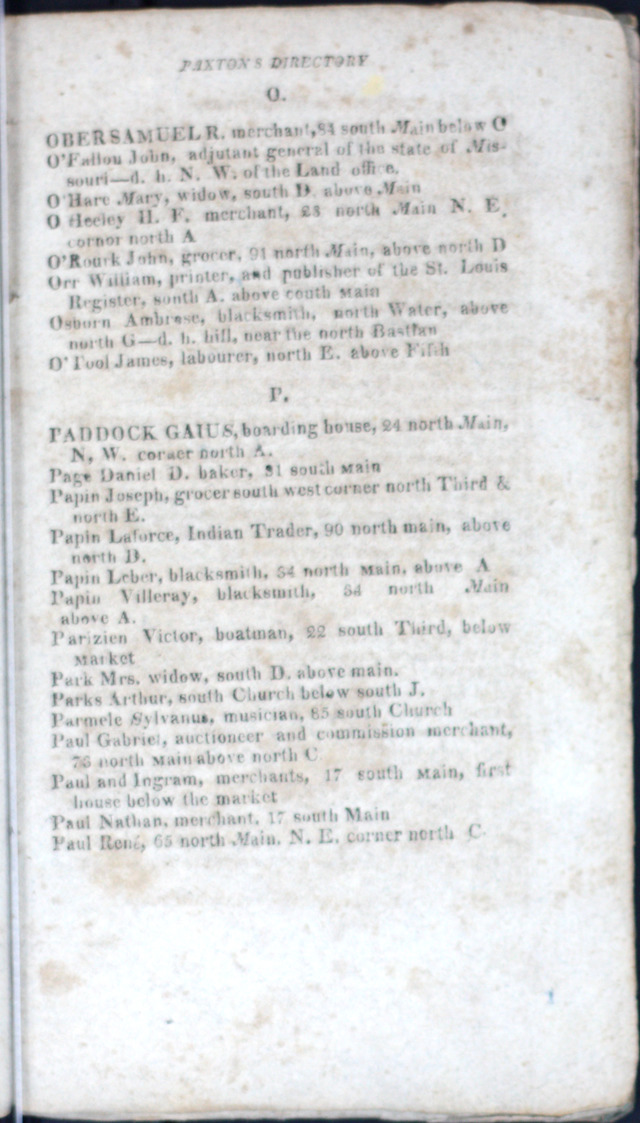 PAXTON'S DIRECTORY
O.
OBER SAMUEL R. merchant, 84 south Main below C
O'Fallon John, adjutant general of the state of Mis-
souri—d. h. N. W. of the Land office.
O'Hare Mary, widow, south D. above Main
O Heeley H. F. merchant, 28 north Main N. E.
cornor north A
O'Rourk John, grocer, 91 north Main, above north D
Orr William, printer, and publisher of the St. Louis
Register, south A. above couth Main
Osborn Ambrose, blacksmith, north Water, above
north G—d. h. hill, near the north Bastian
O'Tool James, labourer, north E. above Fifth
P.
PADDOCK GAIUS, boarding house, 24 north Main,
N, W. corner north A.
Page Daniel D. baker, 31 south Main
Papin Joseph, grocer south west corner north Third &
north E.
Papin Laforce, Indian Trader, 90 north main, above
north D.
Papin Leber, blacksmith, 54 north Main, above A
Papin Villeray, blacksmith, 54 north Main
above A.
Parizien Victor, boatman, 22 south Third, below
Market
Park Mrs. widow, south D. above main.
Parks Arthur, south Church below south J.
Parmele Sylvanus, musician, 85 south Church
Paul Gabriel, auctioneer and commission merchant,
76 north Main above north C
Paul and Ingram, merchants, 17 south Main, first
house below the market
Paul Nathan, merchant, 17 south Main
Paul René, 65 north Main, N. E. corner north C.